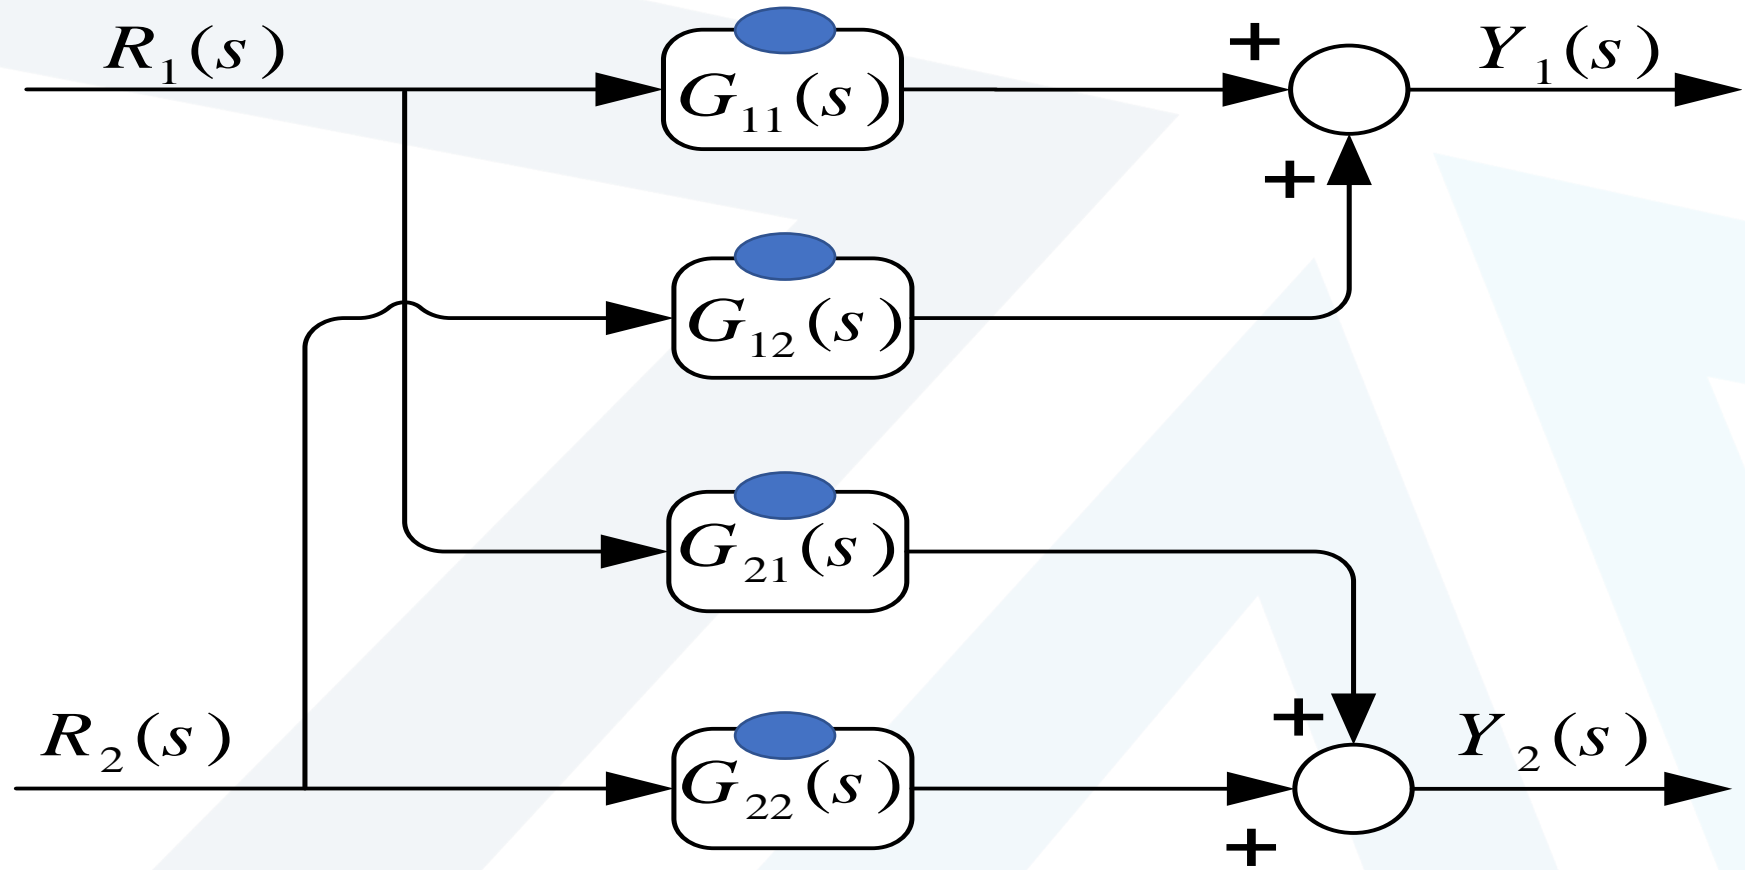 R1(s)
G11(s)
+
Y1(s)
+
G12(s)
G21(s)
R2(s)
G22(s)
+
Y2(s)
+